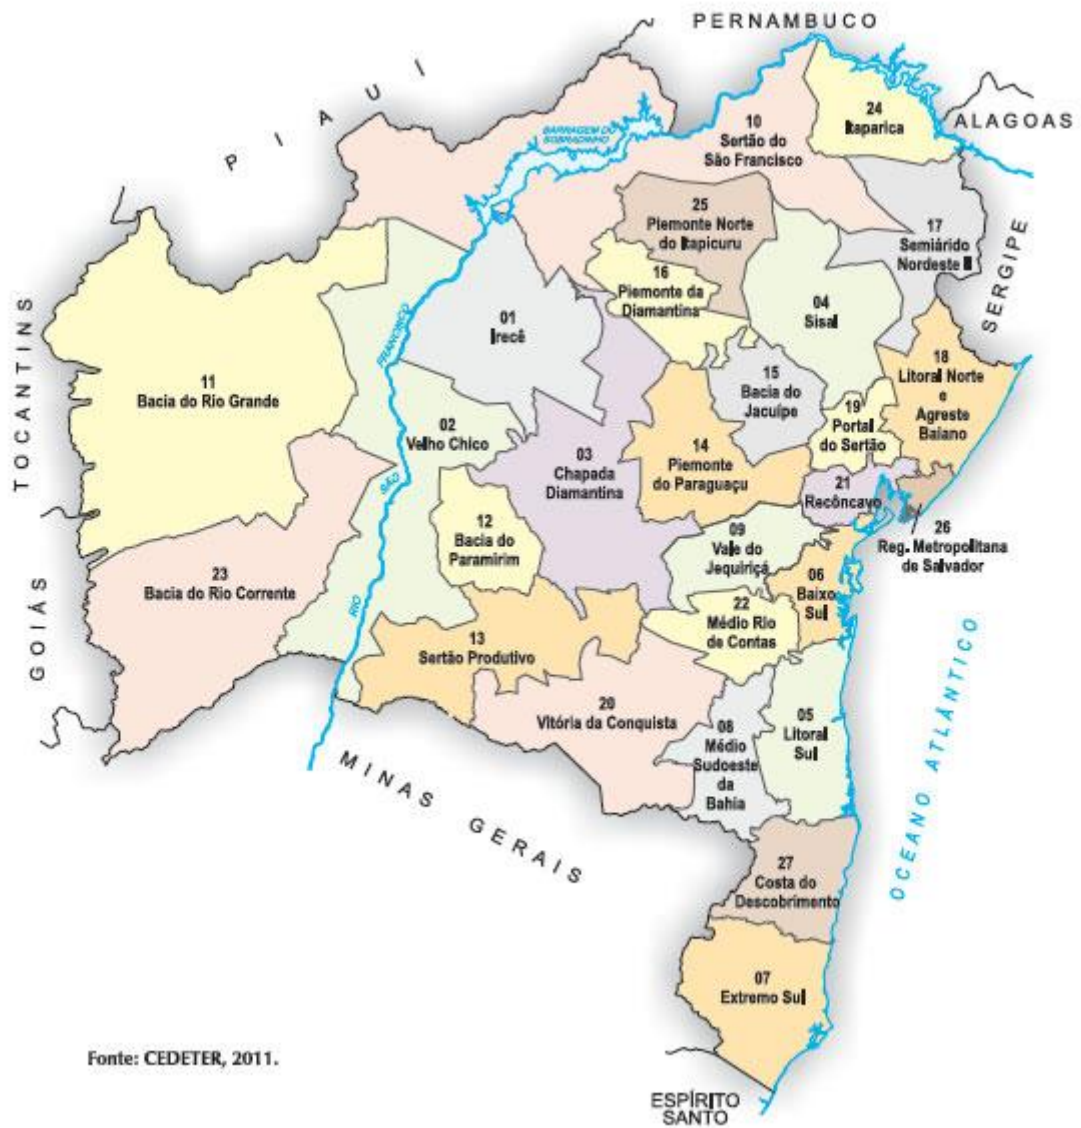 PERNAMBUCO
PIAUÍ
ALAGOAS
SERGIPE
TOCANTINS
GOIÁS
BARRAGEM DO
SOBRADINHO
24
Itaparica
10
Sertão do
São Francisco
25
Piemonte Norte
do Itapicuru
17
Semiárido
Nordeste II
16
Piemonte da
Diamantina
04
Sisal
01
Irecê
RIO
SÃO
FRANCISCO
11
Bacia do Rio Grande
18
Litoral Norte
e
Agreste
Baiano
15
Bacia do
Jacuípe
19
Portal
do Sertão
02
Velho Chico
03
Chapada
Diamantina
14
Piemonte
do Paraguaçu
21
Recôncavo
26
Reg. Metropolitana
de Salvador
12
Bacia do
Paramirim
09
Vale do
Jequiriçá
23
Bacia do Rio Corrente
06
Baixo
Sul
22
Médio Rio
de Contas
13
Sertão Produtivo
20
Vitória da Conquista
08
Médio
Sudoeste
da
Bahia
05
Litoral
Sul
MINAS GERAIS
OCEANO ATLÂNTICO
27
Costa do
Descobrimento
07
Extremo Sul
Fonte: CEDETER, 2011.
ESPÍRITO
SANTO